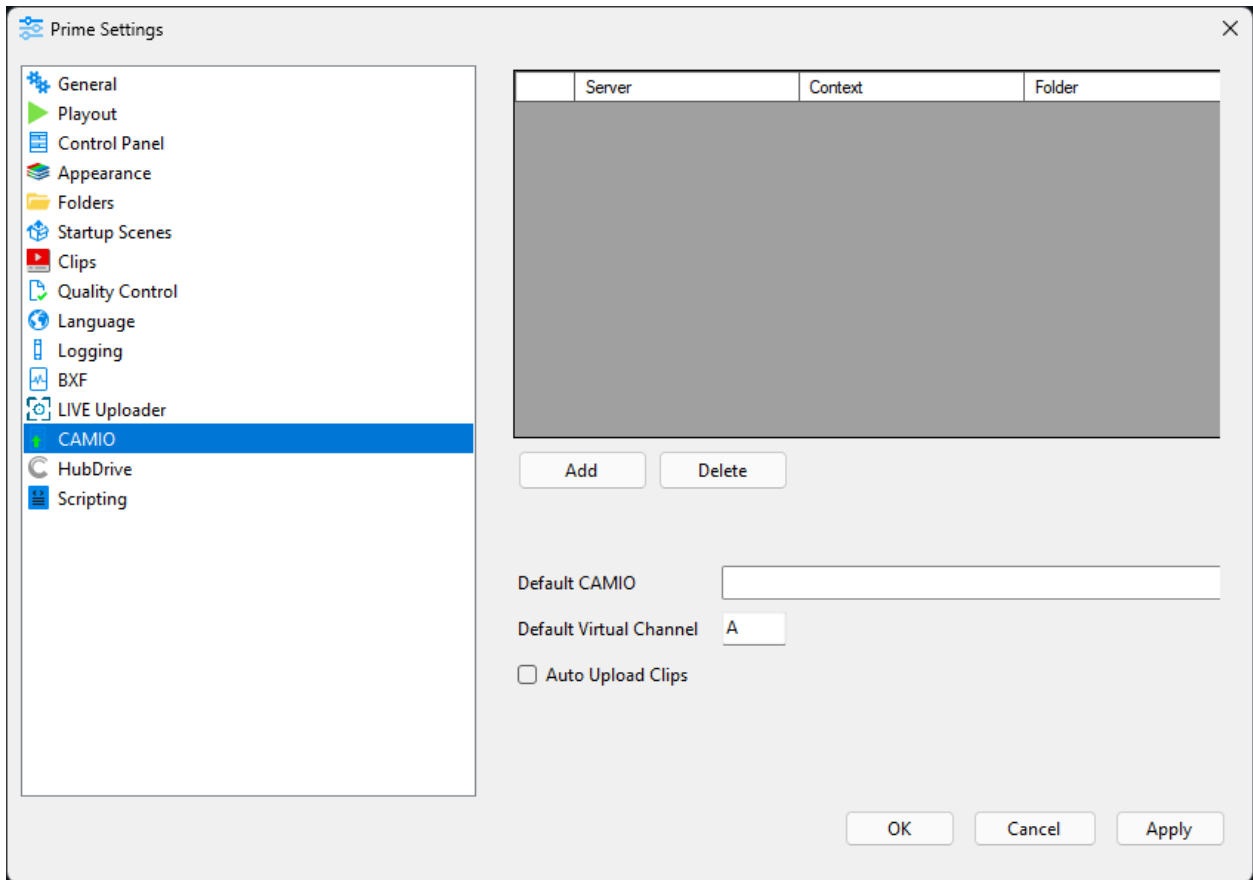 Prime Settings
General
Playout
Control Panel
Appearance
Folders
Startup Scenes
Clips
Quality Control
Language
Logging
BXF
LIVE Uploader
CAMIO
HubDrive
Scripting
Server Context Folder
Add Delete
Default CAMIO
Default Virtual Channel A
Auto Upload Clips
OK Cancel Apply